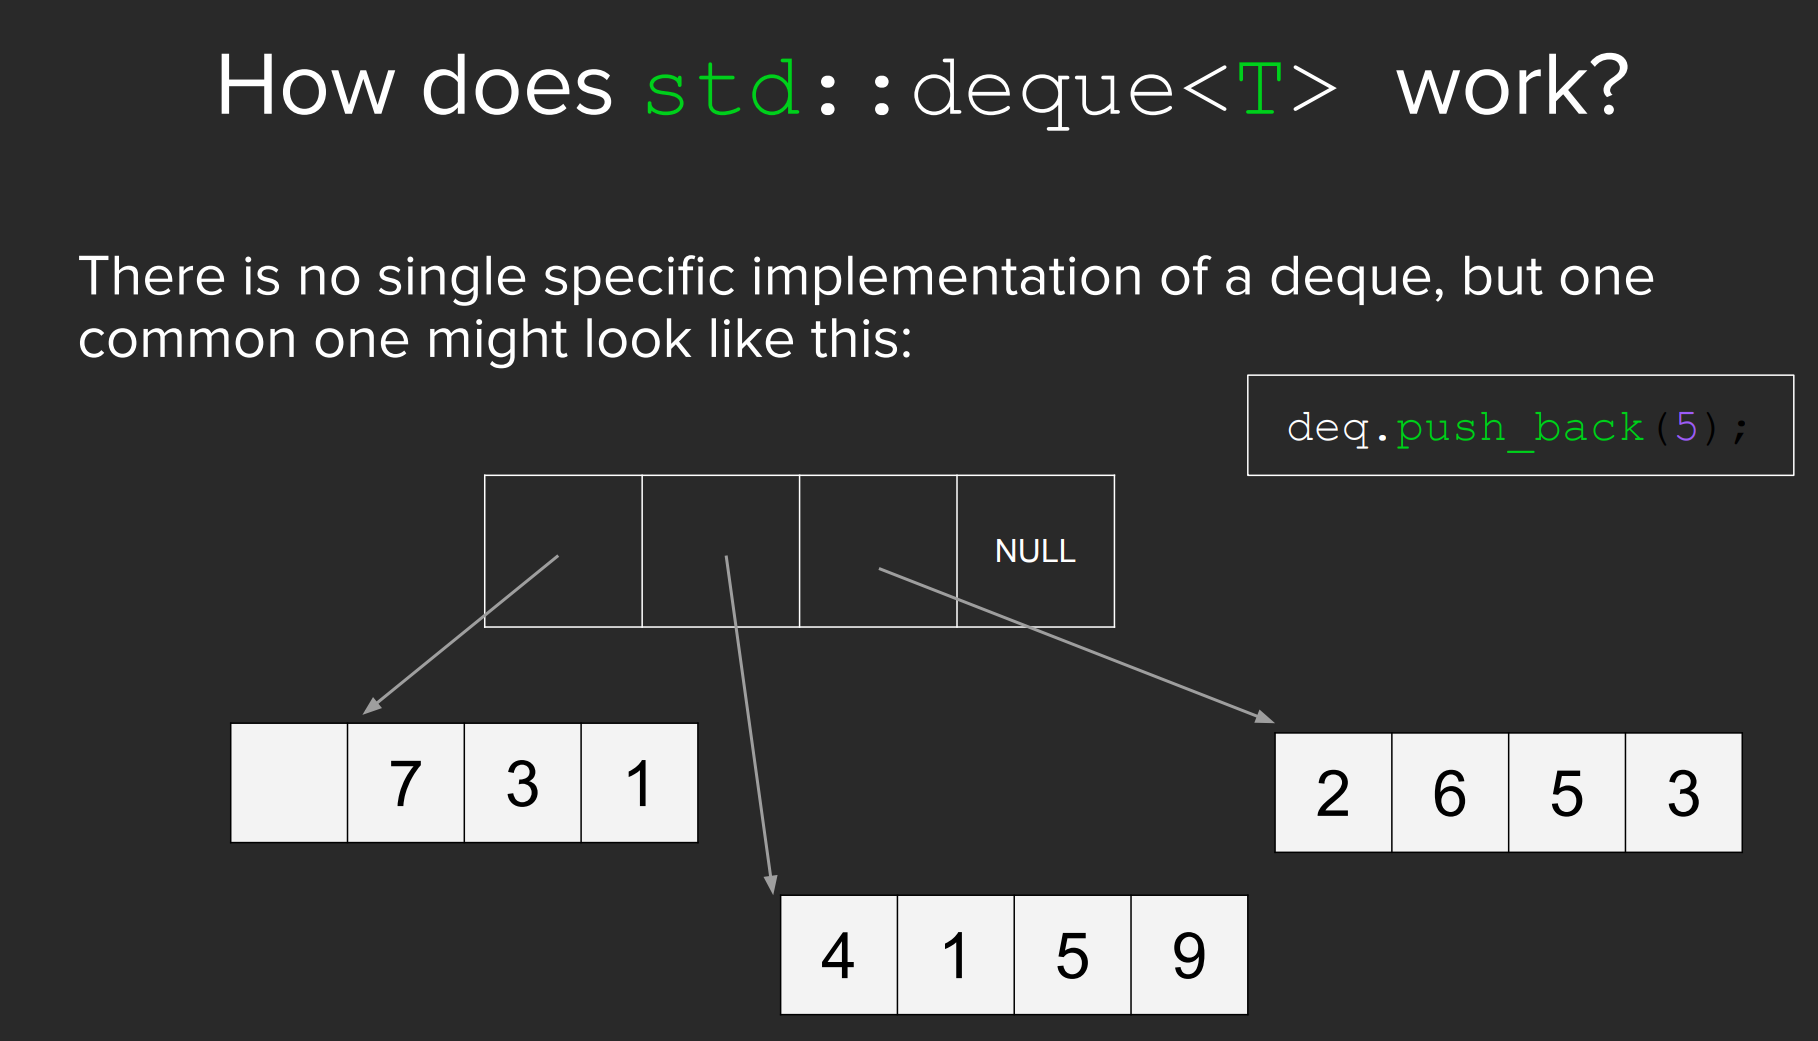 How does std::deque<T> work?
There is no single specific implementation of a deque, but one
common one might look like this:
deq.push_back(5);
NULL
7 3 1
2 6 5 3
4 1 5 9